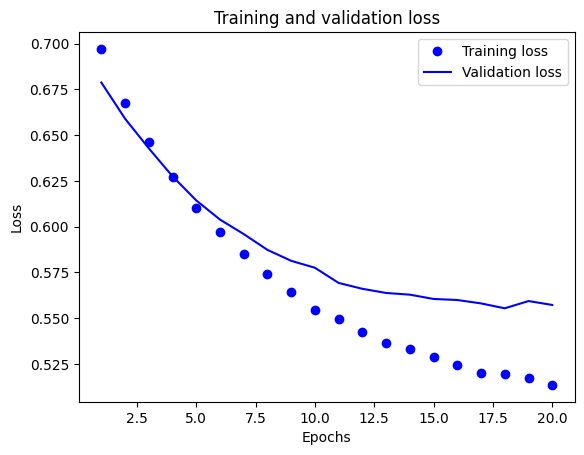 Training and validation loss
Training loss
Validation loss
0.700
0.675
0.650
0.625
0.600
0.575
0.550
0.525
Loss
2.5 5.0 7.5 10.0 12.5 15.0 17.5 20.0
Epochs